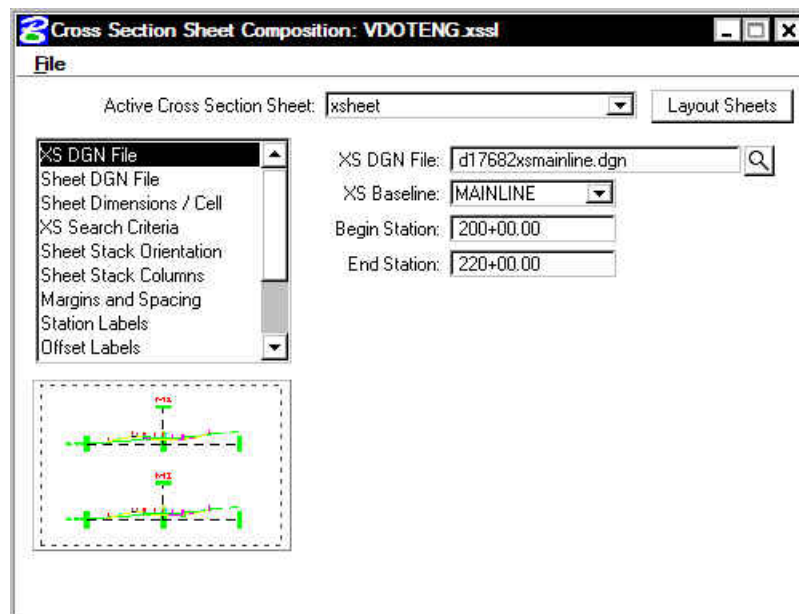 Cross Section Sheet Composition: VDOTENG.xssl
File
Active Cross Section Sheet: xsheet Layout Sheets
XS DGN File
Sheet DGN File
Sheet Dimensions / Cell
XS Search Criteria
Sheet Stack Orientation
Sheet Stack Columns
Margins and Spacing
Station Labels
Offset Labels
XS DGN File: d17682xsmainline.dgn
XS Baseline: MAINLINE
Begin Station: 200+00.00
End Station: 220+00.00